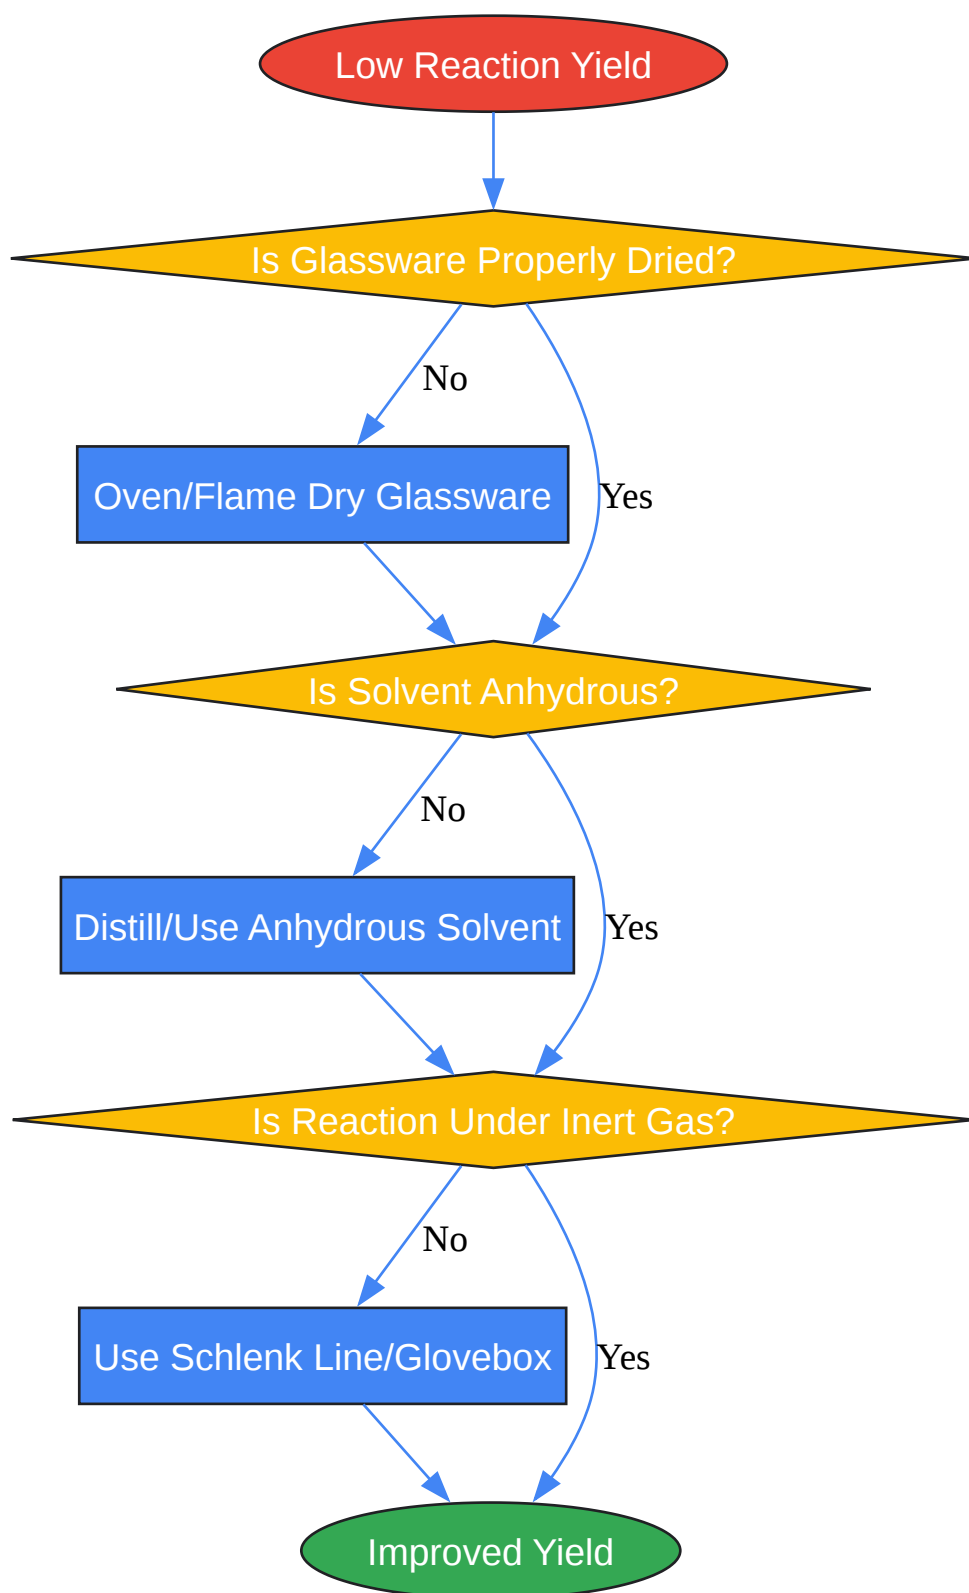 Low Reaction Yield
Is Glassware Properly Dried?
No
Oven/Flame Dry Glassware
Yes
Is Solvent Anhydrous?
No
Distill/Use Anhydrous Solvent
Yes
Is Reaction Under Inert Gas?
No
Use Schlenk Line/Glovebox
Yes
Improved Yield